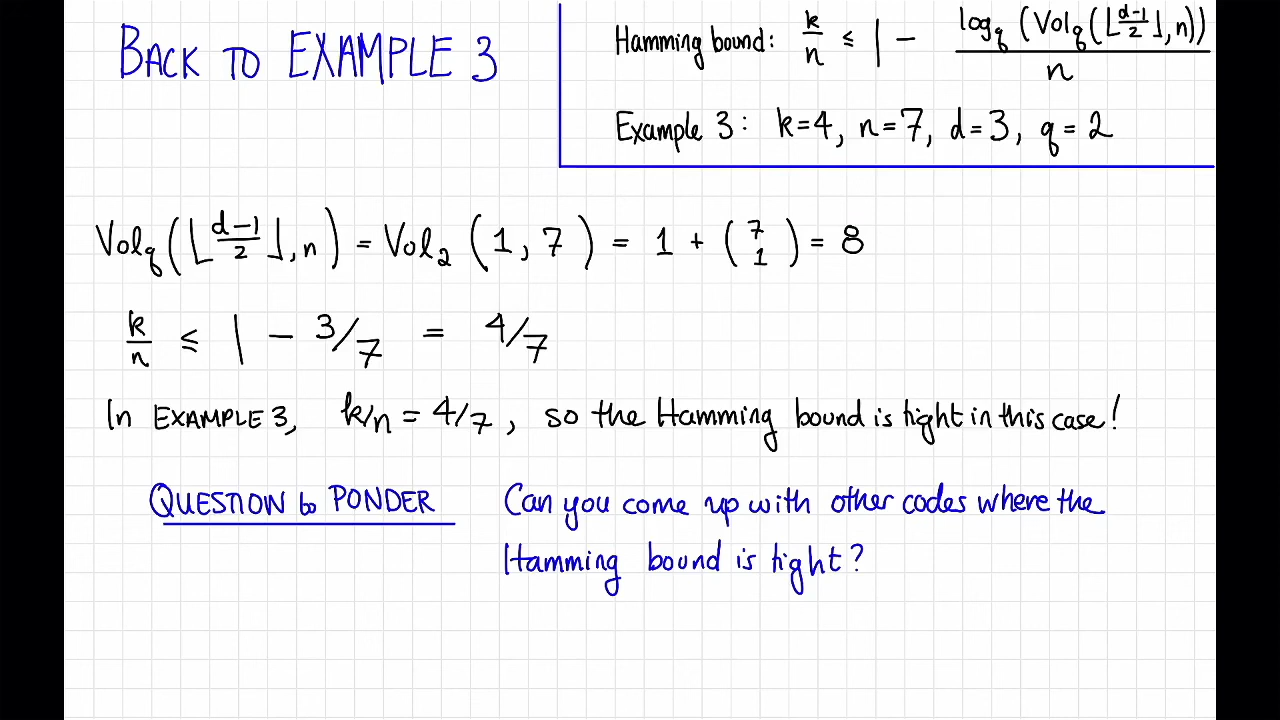 BACK TO EXAMPLE 3
Hamming bound: k/n ≤ 1 − log_q (Vol_q(⌊(d−1)/2⌋, n)) / n
Example 3: k=4, n=7, d=3, q=2
Vol_q(⌊(d−1)/2⌋, n) = Vol_2 (1, 7) = 1 + (7 1) = 8
k/n ≤ 1 − 3/7 = 4/7
In EXAMPLE 3, k/n = 4/7, so the Hamming bound is tight in this case!
QUESTION to PONDER Can you come up with other codes where the
Hamming bound is tight?